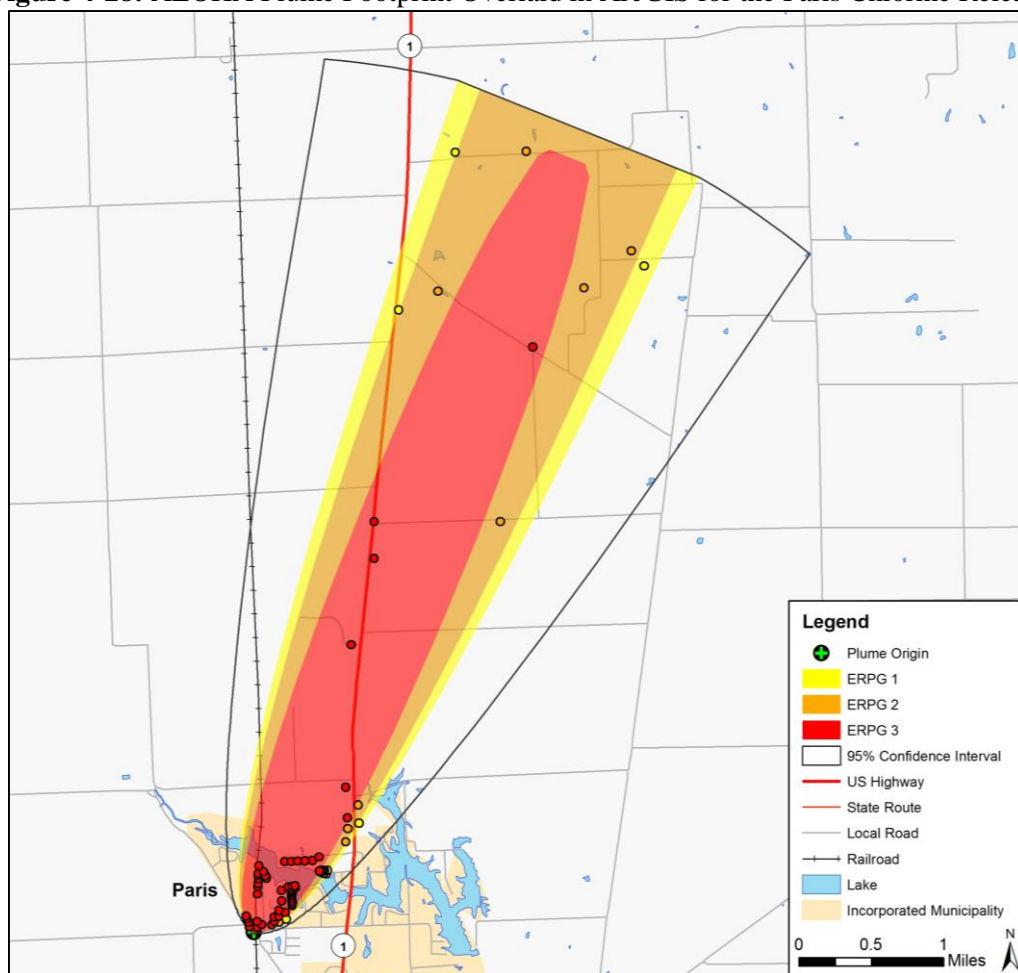 1
Paris
1
Legend
Plume Origin
ERPG 1
ERPG 2
ERPG 3
95% Confidence Interval
US Highway
State Route
Local Road
Railroad
Lake
Incorporated Municipality
N
0 0.5 1
Miles